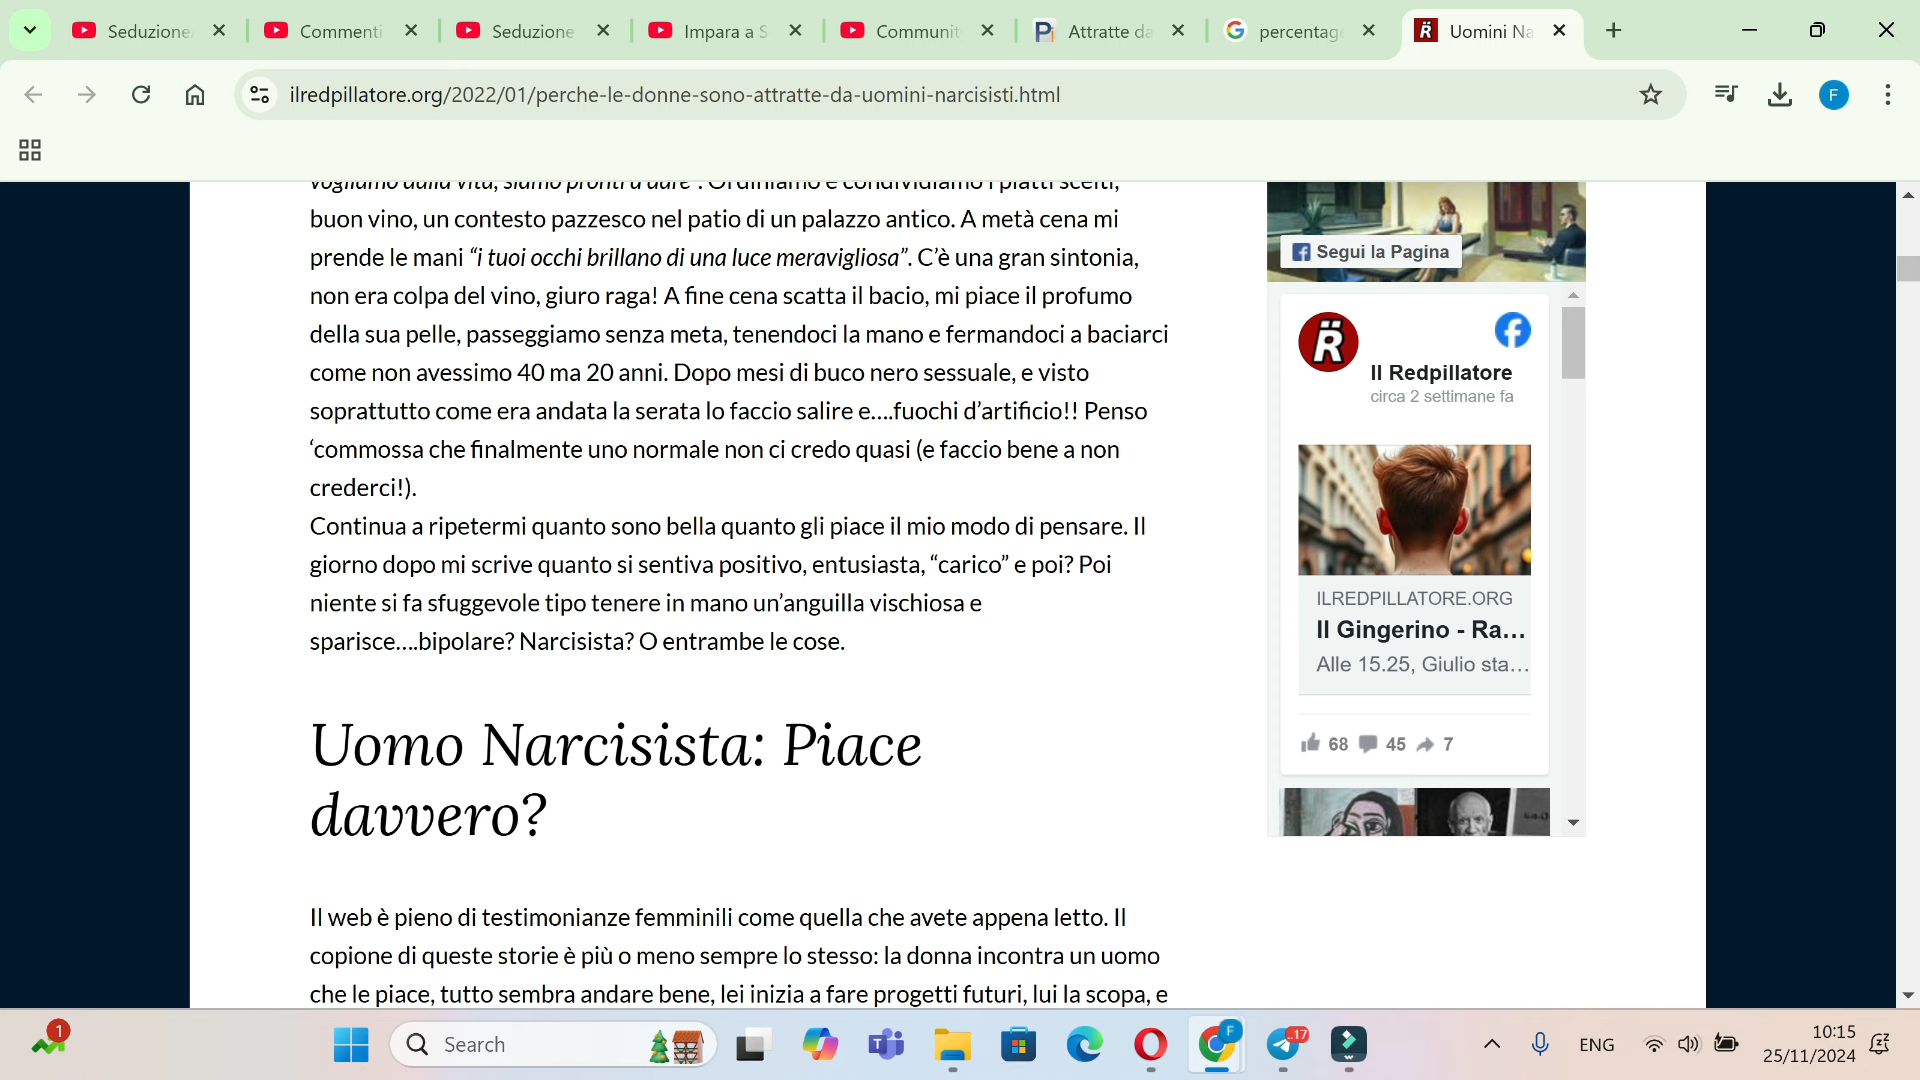 Seduzione
Commenti
Seduzione
Impara a S
Communit
Attratte da
percentag
Uomini Na
ilredpillatore.org/2022/01/perche-le-donne-sono-attratte-da-uomini-narcisisti.html
F
vogliamo dalla vita, siamo pronti a dare”. Ordiniamo e condividiamo i piatti scelti,
buon vino, un contesto pazzesco nel patio di un palazzo antico. A metà cena mi
prende le mani “i tuoi occhi brillano di una luce meravigliosa”. C’è una gran sintonia,
non era colpa del vino, giuro raga! A fine cena scatta il bacio, mi piace il profumo
della sua pelle, passeggiamo senza meta, tenendoci la mano e fermandoci a baciarci
come non avessimo 40 ma 20 anni. Dopo mesi di buco nero sessuale, e visto
soprattutto come era andata la serata lo faccio salire e….fuochi d’artificio!! Penso
‘commossa che finalmente uno normale non ci credo quasi (e faccio bene a non
crederci!).
Continua a ripetermi quanto sono bella quanto gli piace il mio modo di pensare. Il
giorno dopo mi scrive quanto si sentiva positivo, entusiasta, “carico” e poi? Poi
niente si fa sfuggevole tipo tenere in mano un’anguilla vischiosa e
sparisce….bipolare? Narcisista? O entrambe le cose.
Uomo Narcisista: Piace
davvero?
Il web è pieno di testimonianze femminili come quella che avete appena letto. Il
copione di queste storie è più o meno sempre lo stesso: la donna incontra un uomo
che le piace, tutto sembra andare bene, lei inizia a fare progetti futuri, lui la scopa, e
Segui la Pagina
R̈
Il Redpillatore
circa 2 settimane fa
ILREDPILLATORE.ORG
Il Gingerino - Ra…
Alle 15.25, Giulio sta…
68 45 7
1
Search
F
..17
ENG
10:15
25/11/2024